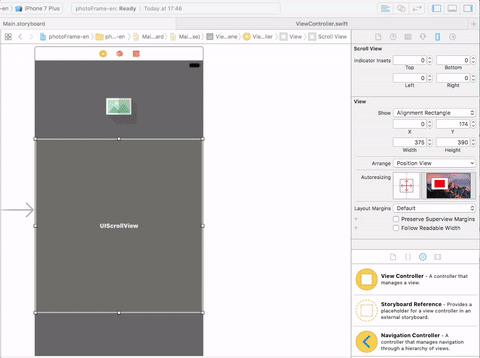 iPhone 7 Plus
photoFrame-en: Ready | Today at 17:46
Main.storyboard
ViewController.swift
photoFrame-en
ph...-en
Mai...ard
Mai...se)
Vi...ene
Vi...ller
View
Scroll View
Scroll View
Indicator Insets
0
0
Top
Bottom
0
0
Left
Right
View
Show
Alignment Rectangle
0
174
X
Y
375
390
Width
Height
Arrange
Position View
Autoresizing
Layout Margins
Default
Preserve Superview Margins
Follow Readable Width
UIScrollView
View Controller - A controller that
manages a view.
Storyboard Reference - Provides a
placeholder for a view controller in an
external storyboard.
Navigation Controller - A
controller that manages navigation
through a hierarchy of views.